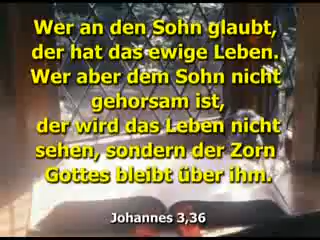 Wer an den Sohn glaubt,
der hat das ewige Leben.
Wer aber dem Sohn nicht
gehorsam ist,
der wird das Leben nicht
sehen, sondern der Zorn
Gottes bleibt über ihm.
Johannes 3,36